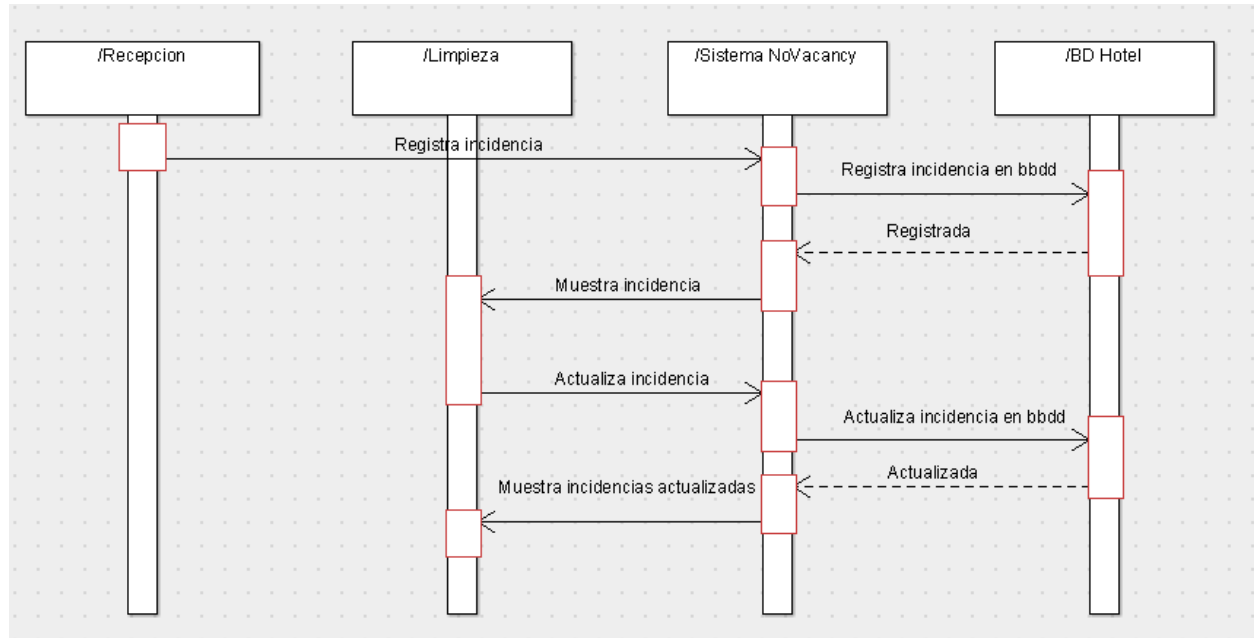 /Recepcion
/Limpieza
/Sistema NoVacancy
/BD Hotel
Registra incidencia
Registra incidencia en bbdd
Registrada
Muestra incidencia
Actualiza incidencia
Actualiza incidencia en bbdd
Actualizada
Muestra incidencias actualizadas